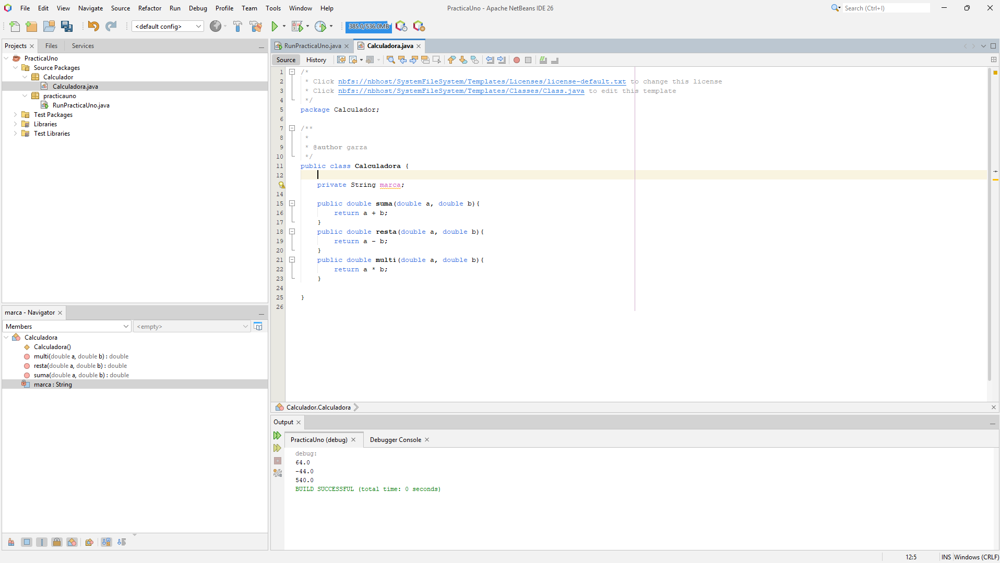 File Edit View Navigate Source Refactor Run Debug Profile Team Tools Window Help
PracticaUno - Apache NetBeans IDE 26
Search (Ctrl+I)
<default config>
385.0/536.0MB
Projects
Files
Services
PracticaUno
Source Packages
Calculador
Calculadora.java
practicauno
RunPracticaUno.java
Test Packages
Libraries
Test Libraries
marca - Navigator
Members
<empty>
Calculadora
Calculadora()
multi(double a, double b) : double
resta(double a, double b) : double
suma(double a, double b) : double
marca : String
RunPracticaUno.java
Calculadora.java
Source
History
1 /*
2 * Click nbfs://nbhost/SystemFileSystem/Templates/Licenses/license-default.txt to change this license
3 * Click nbfs://nbhost/SystemFileSystem/Templates/Classes/Class.java to edit this template
4 */
5 package Calculador;
6
7 /**
8 *
9 * @author garza
10 */
11 public class Calculadora {
12
private String marca;
14
15 public double suma(double a, double b){
16 return a + b;
17 }
18 public double resta(double a, double b){
19 return a - b;
20 }
21 public double multi(double a, double b){
22 return a * b;
23 }
24
25 }
26
Calculador.Calculadora
Output
PracticaUno (debug)
Debugger Console
debug:
64.0
-44.0
540.0
BUILD SUCCESSFUL (total time: 0 seconds)
12:5
INS
Windows (CRLF)